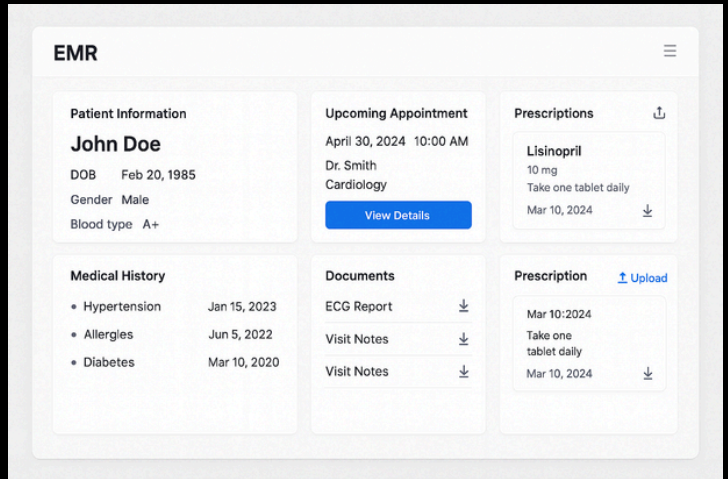 EMR
Patient Information
John Doe
DOB Feb 20, 1985
Gender Male
Blood type A+
Upcoming Appointment
April 30, 2024 10:00 AM
Dr. Smith
Cardiology
View Details
Prescriptions
Lisinopril
10 mg
Take one tablet daily
Mar 10, 2024
Medical History
• Hypertension Jan 15, 2023
• Allergles Jun 5, 2022
• Diabetes Mar 10, 2020
Documents
ECG Report
Visit Notes
Visit Notes
Prescription Upload
Mar 10:2024
Take one
tablet daily
Mar 10, 2024